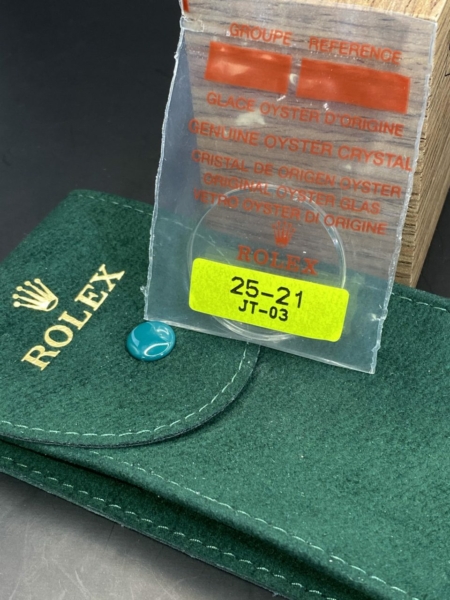 GROUPE - REFERENCE
GLACE OYSTER D'ORIGINE
GENUINE OYSTER CRYSTAL
CRISTAL DE ORIGEN OYSTER
ORIGINAL OYSTER GLAS
VETRO OYSTER DI ORIGINE
ROLEX
25-21
JT-03
ROLEX